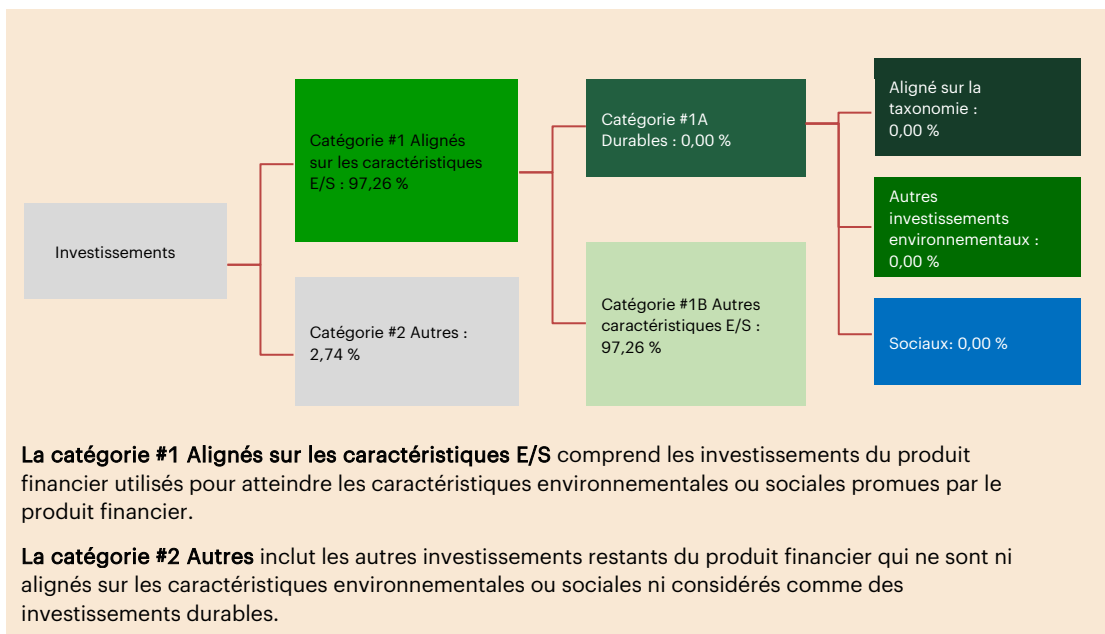 Investissements
Catégorie #1 Alignés
sur les caractéristiques
E/S : 97,26 %
Catégorie #2 Autres :
2,74 %
Catégorie #1A
Durables : 0,00 %
Catégorie #1B Autres
caractéristiques E/S :
97,26 %
Aligné sur la
taxonomie :
0,00 %
Autres
investissements
environnementaux :
0,00 %
Sociaux: 0,00 %
La catégorie #1 Alignés sur les caractéristiques E/S comprend les investissements du produit
financier utilisés pour atteindre les caractéristiques environnementales ou sociales promues par le
produit financier.
La catégorie #2 Autres inclut les autres investissements restants du produit financier qui ne sont ni
alignés sur les caractéristiques environnementales ou sociales ni considérés comme des
investissements durables.